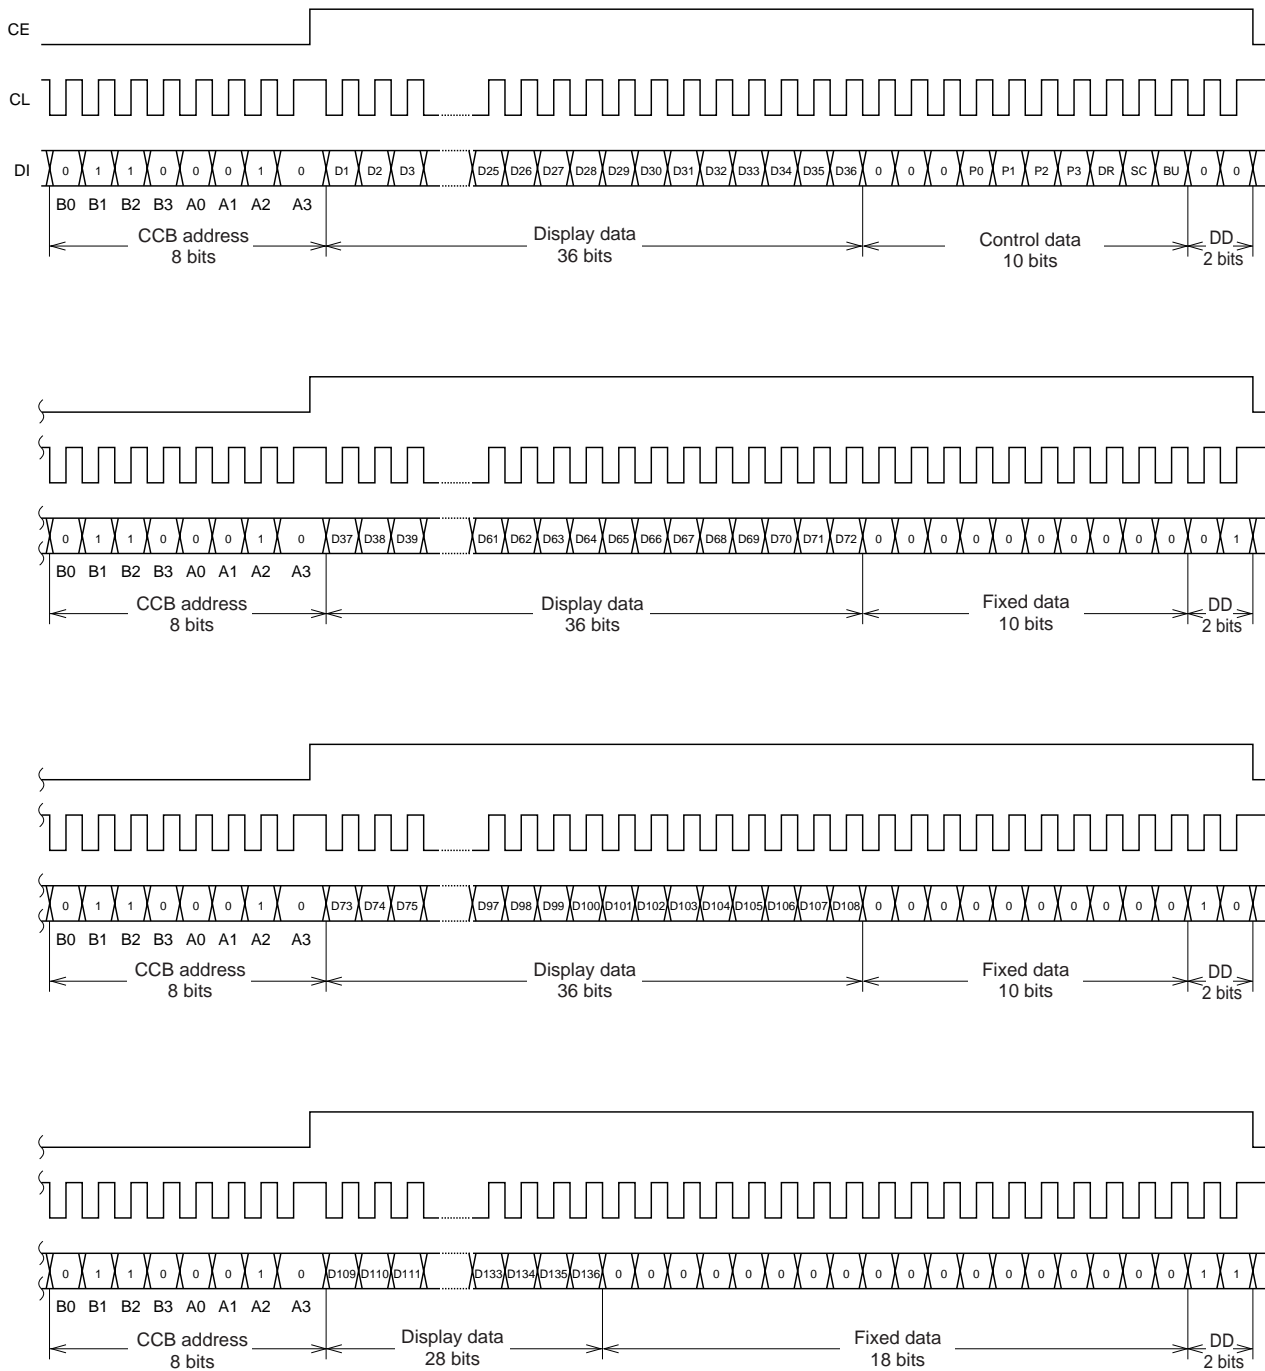 CE
CL
DI 0 1 1 0 0 0 1 0 D1 D2 D3 D25 D26 D27 D28 D29 D30 D31 D32 D33 D34 D35 D36 0 0 0 P0 P1 P2 P3 DR SC BU 0 0
B0 B1 B2 B3 A0 A1 A2 A3
CCB address Display data Control data DD
8 bits 36 bits 10 bits 2 bits
0 1 1 0 0 0 1 0 D37 D38 D39 D61 D62 D63 D64 D65 D66 D67 D68 D69 D70 D71 D72 0 0 0 0 0 0 0 0 0 0 0 1
B0 B1 B2 B3 A0 A1 A2 A3
CCB address Display data Fixed data DD
8 bits 36 bits 10 bits 2 bits
0 1 1 0 0 0 1 0 D73 D74 D75 D97 D98 D99 D100 D101 D102 D103 D104 D105 D106 D107 D108 0 0 0 0 0 0 0 0 0 0 1 0
B0 B1 B2 B3 A0 A1 A2 A3
CCB address Display data Fixed data DD
8 bits 36 bits 10 bits 2 bits
0 1 1 0 0 0 1 0 D109 D110 D111 D133 D134 D135 D136 0 0 0 0 0 0 0 0 0 0 0 0 0 0 0 0 0 0 1 1
B0 B1 B2 B3 A0 A1 A2 A3
CCB address Display data Fixed data DD
8 bits 28 bits 18 bits 2 bits